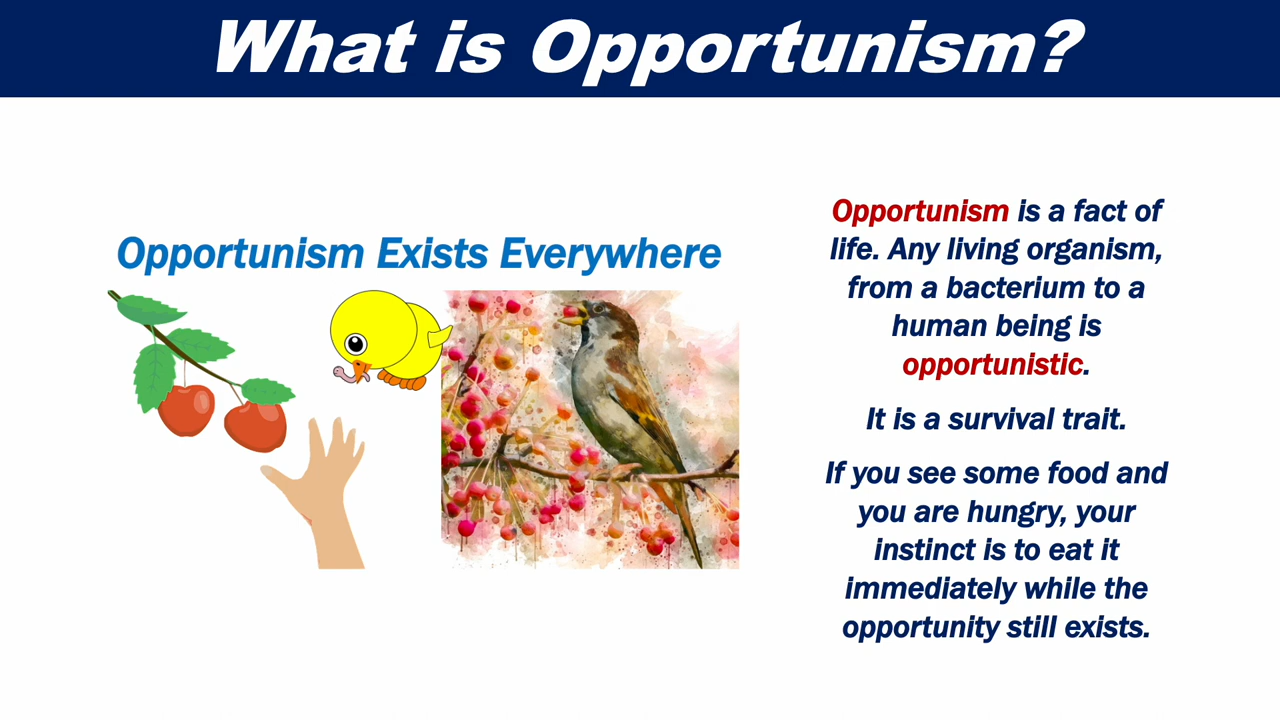 What is Opportunism?
Opportunism Exists Everywhere
Opportunism is a fact of
life. Any living organism,
from a bacterium to a
human being is
opportunistic.
It is a survival trait.
If you see some food and
you are hungry, your
instinct is to eat it
immediately while the
opportunity still exists.